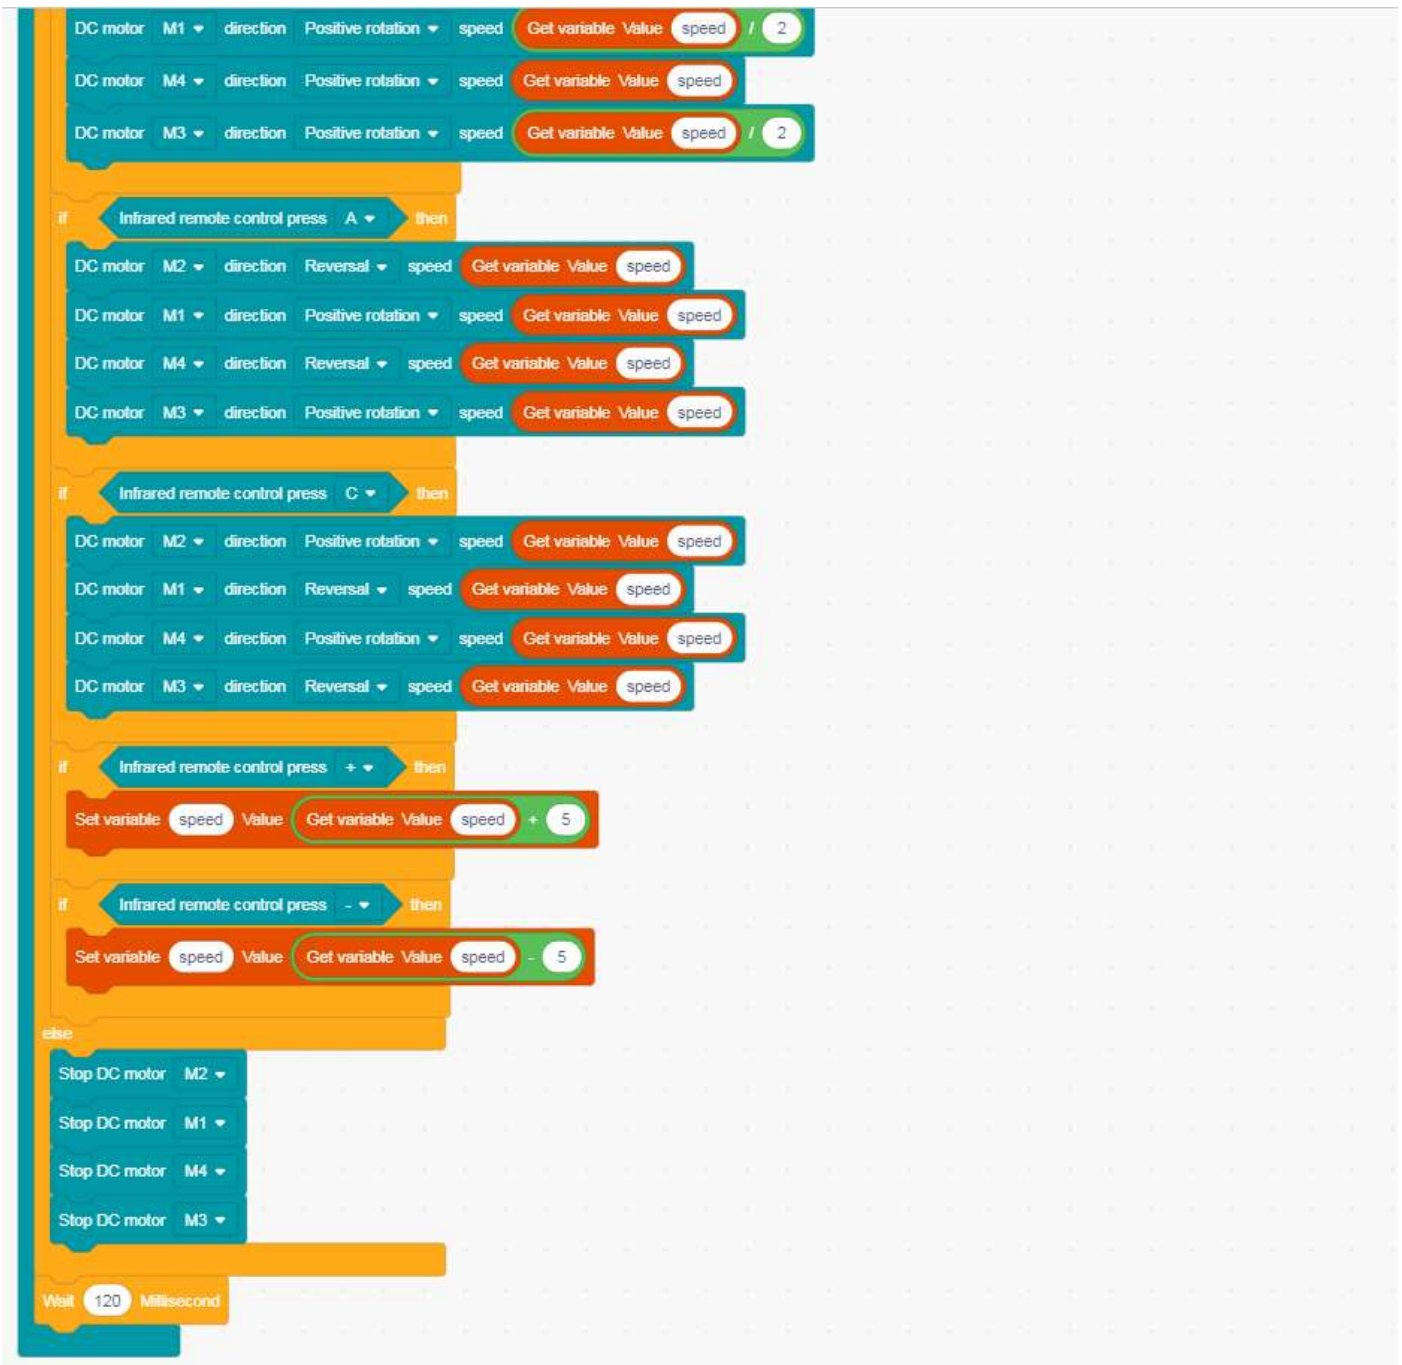 DC motor M1 direction Positive rotation speed Get variable Value speed / 2
DC motor M4 direction Positive rotation speed Get variable Value speed
DC motor M3 direction Positive rotation speed Get variable Value speed / 2
if Infrared remote control press A then
DC motor M2 direction Reversal speed Get variable Value speed
DC motor M1 direction Positive rotation speed Get variable Value speed
DC motor M4 direction Reversal speed Get variable Value speed
DC motor M3 direction Positive rotation speed Get variable Value speed
if Infrared remote control press C then
DC motor M2 direction Positive rotation speed Get variable Value speed
DC motor M1 direction Reversal speed Get variable Value speed
DC motor M4 direction Positive rotation speed Get variable Value speed
DC motor M3 direction Reversal speed Get variable Value speed
if Infrared remote control press + then
Set variable speed Value Get variable Value speed + 5
if Infrared remote control press - then
Set variable speed Value Get variable Value speed - 5
else
Stop DC motor M2
Stop DC motor M1
Stop DC motor M4
Stop DC motor M3
Wait 120 Millisecond